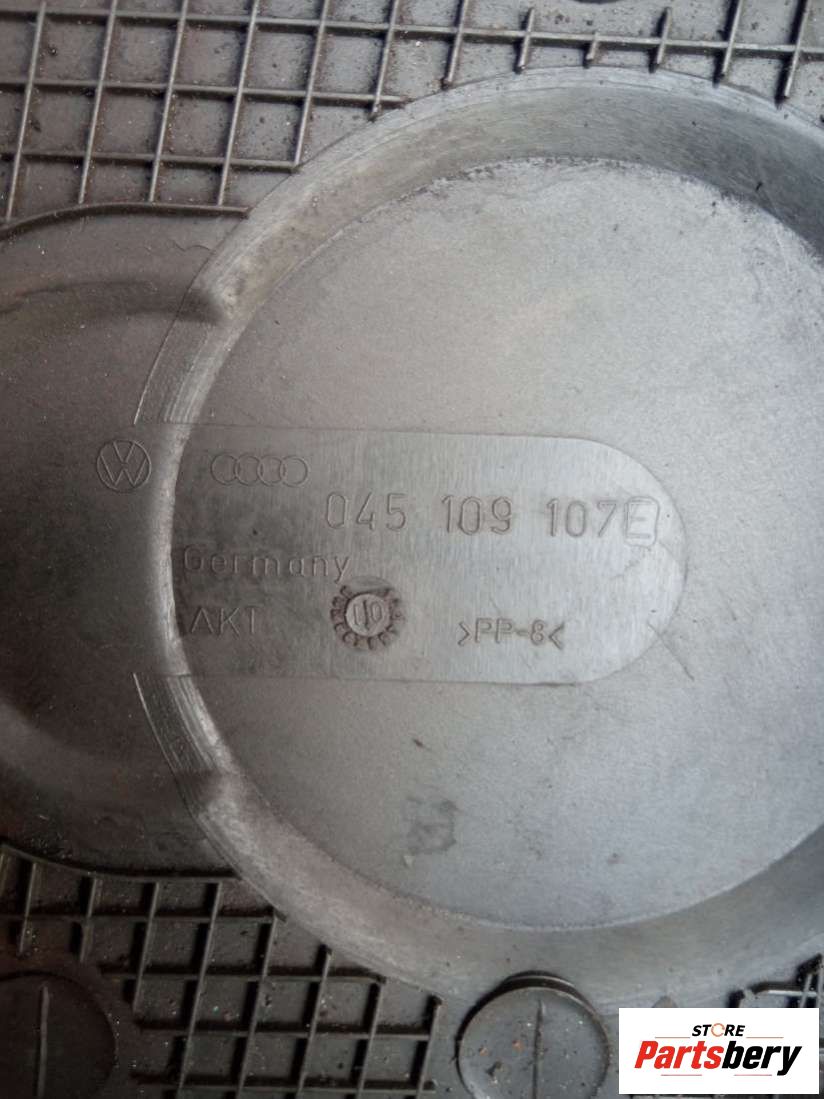 045 109 107E
Germany
AKT
>PP-8<
STORE
Partsbery